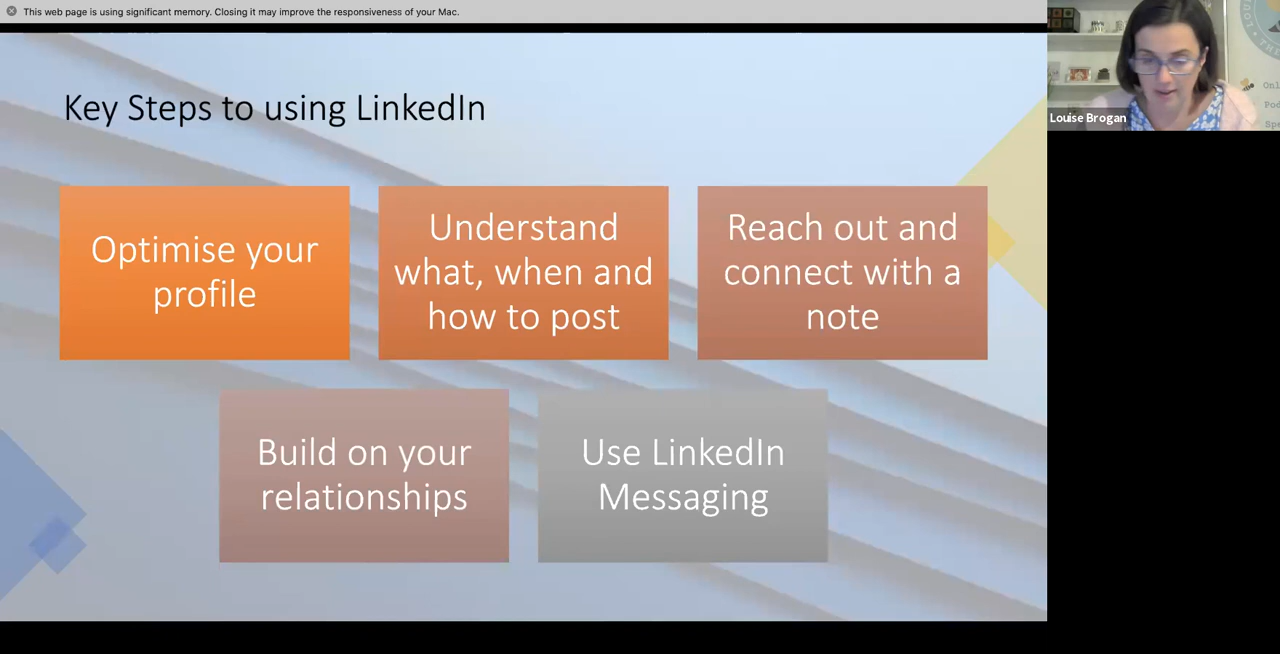 This web page is using significant memory. Closing it may improve the responsiveness of your Mac.
Key Steps to using LinkedIn
Optimise your
profile
Understand
what, when and
how to post
Reach out and
connect with a
note
Build on your
relationships
Use LinkedIn
Messaging
Louise Brogan